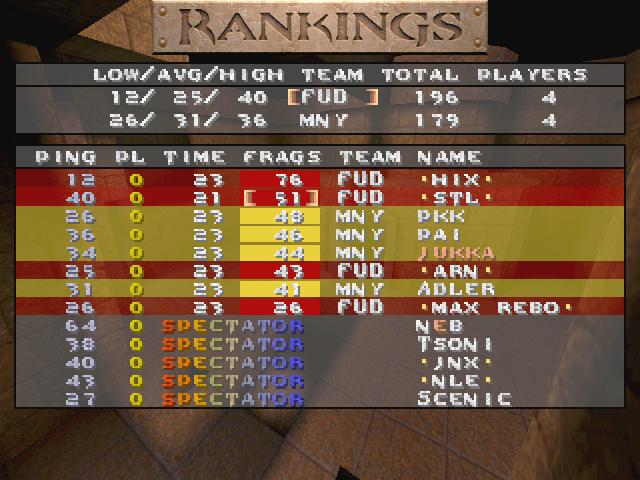 RANKINGS
LOW/AVG/HIGH TEAM TOTAL PLAYERS
12/ 25/ 40 [FUD ] 196 4
26/ 31/ 36 MNY 179 4
PING PL TIME FRAGS TEAM NAME
12 0 23 76 FUD •HIX•
40 0 21 [ 51] FUD •STL•
26 0 23 48 MNY PKK
36 0 23 46 MNY PAI
34 0 23 44 MNY JUKKA
25 0 23 43 FUD •ARN•
31 0 23 41 MNY ADLER
26 0 23 26 FUD •MAX REBO•
64 0 SPECTATOR NEB
38 0 SPECTATOR TSONI
40 0 SPECTATOR •JNX•
43 0 SPECTATOR •NLE•
27 0 SPECTATOR SCENIC